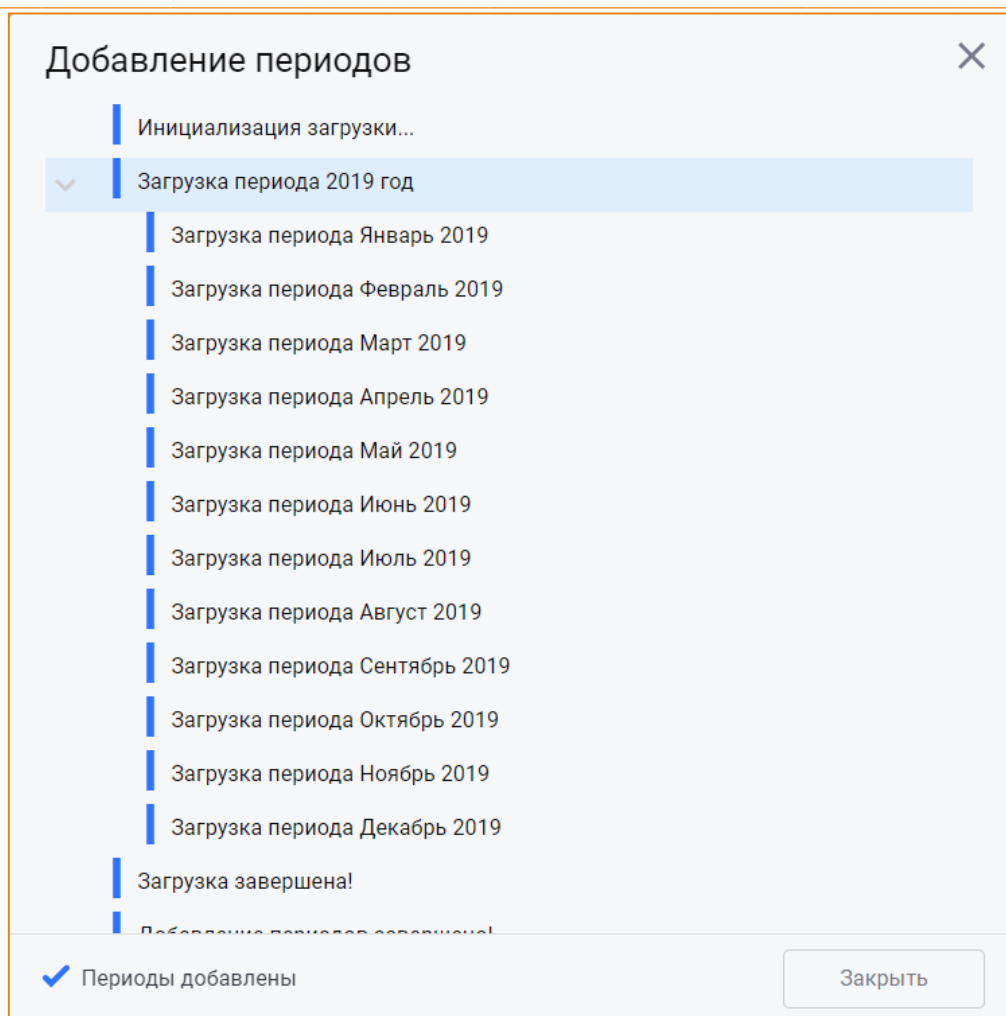 Добавление периодов
Инициализация загрузки...
Загрузка периода 2019 год
Загрузка периода Январь 2019
Загрузка периода Февраль 2019
Загрузка периода Март 2019
Загрузка периода Апрель 2019
Загрузка периода Май 2019
Загрузка периода Июнь 2019
Загрузка периода Июль 2019
Загрузка периода Август 2019
Загрузка периода Сентябрь 2019
Загрузка периода Октябрь 2019
Загрузка периода Ноябрь 2019
Загрузка периода Декабрь 2019
Загрузка завершена!
Добавление периодов завершено!
Периоды добавлены
Закрыть